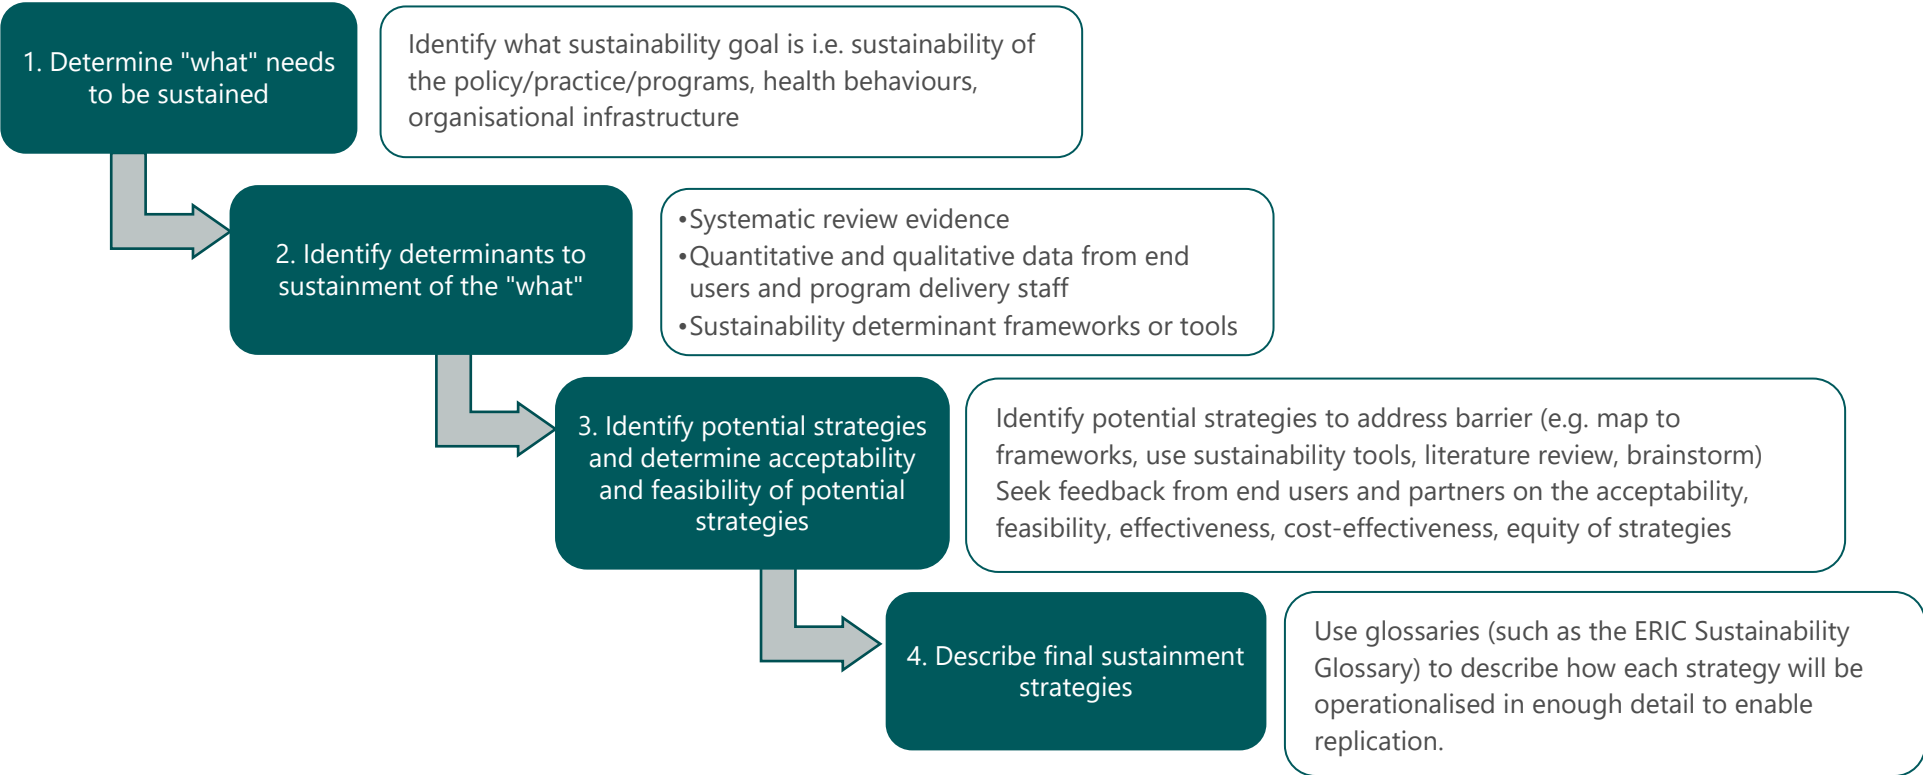 1. Determine "what" needs
to be sustained
Identify what sustainability goal is i.e. sustainability of
the policy/practice/programs, health behaviours,
organisational infrastructure
2. Identify determinants to
sustainment of the "what"
•Systematic review evidence
•Quantitative and qualitative data from end
users and program delivery staff
•Sustainability determinant frameworks or tools
3. Identify potential strategies
and determine acceptability
and feasibility of potential
strategies
Identify potential strategies to address barrier (e.g. map to
frameworks, use sustainability tools, literature review, brainstorm)
Seek feedback from end users and partners on the acceptability,
feasibility, effectiveness, cost-effectiveness, equity of strategies
4. Describe final sustainment
strategies
Use glossaries (such as the ERIC Sustainability
Glossary) to describe how each strategy will be
operationalised in enough detail to enable
replication.